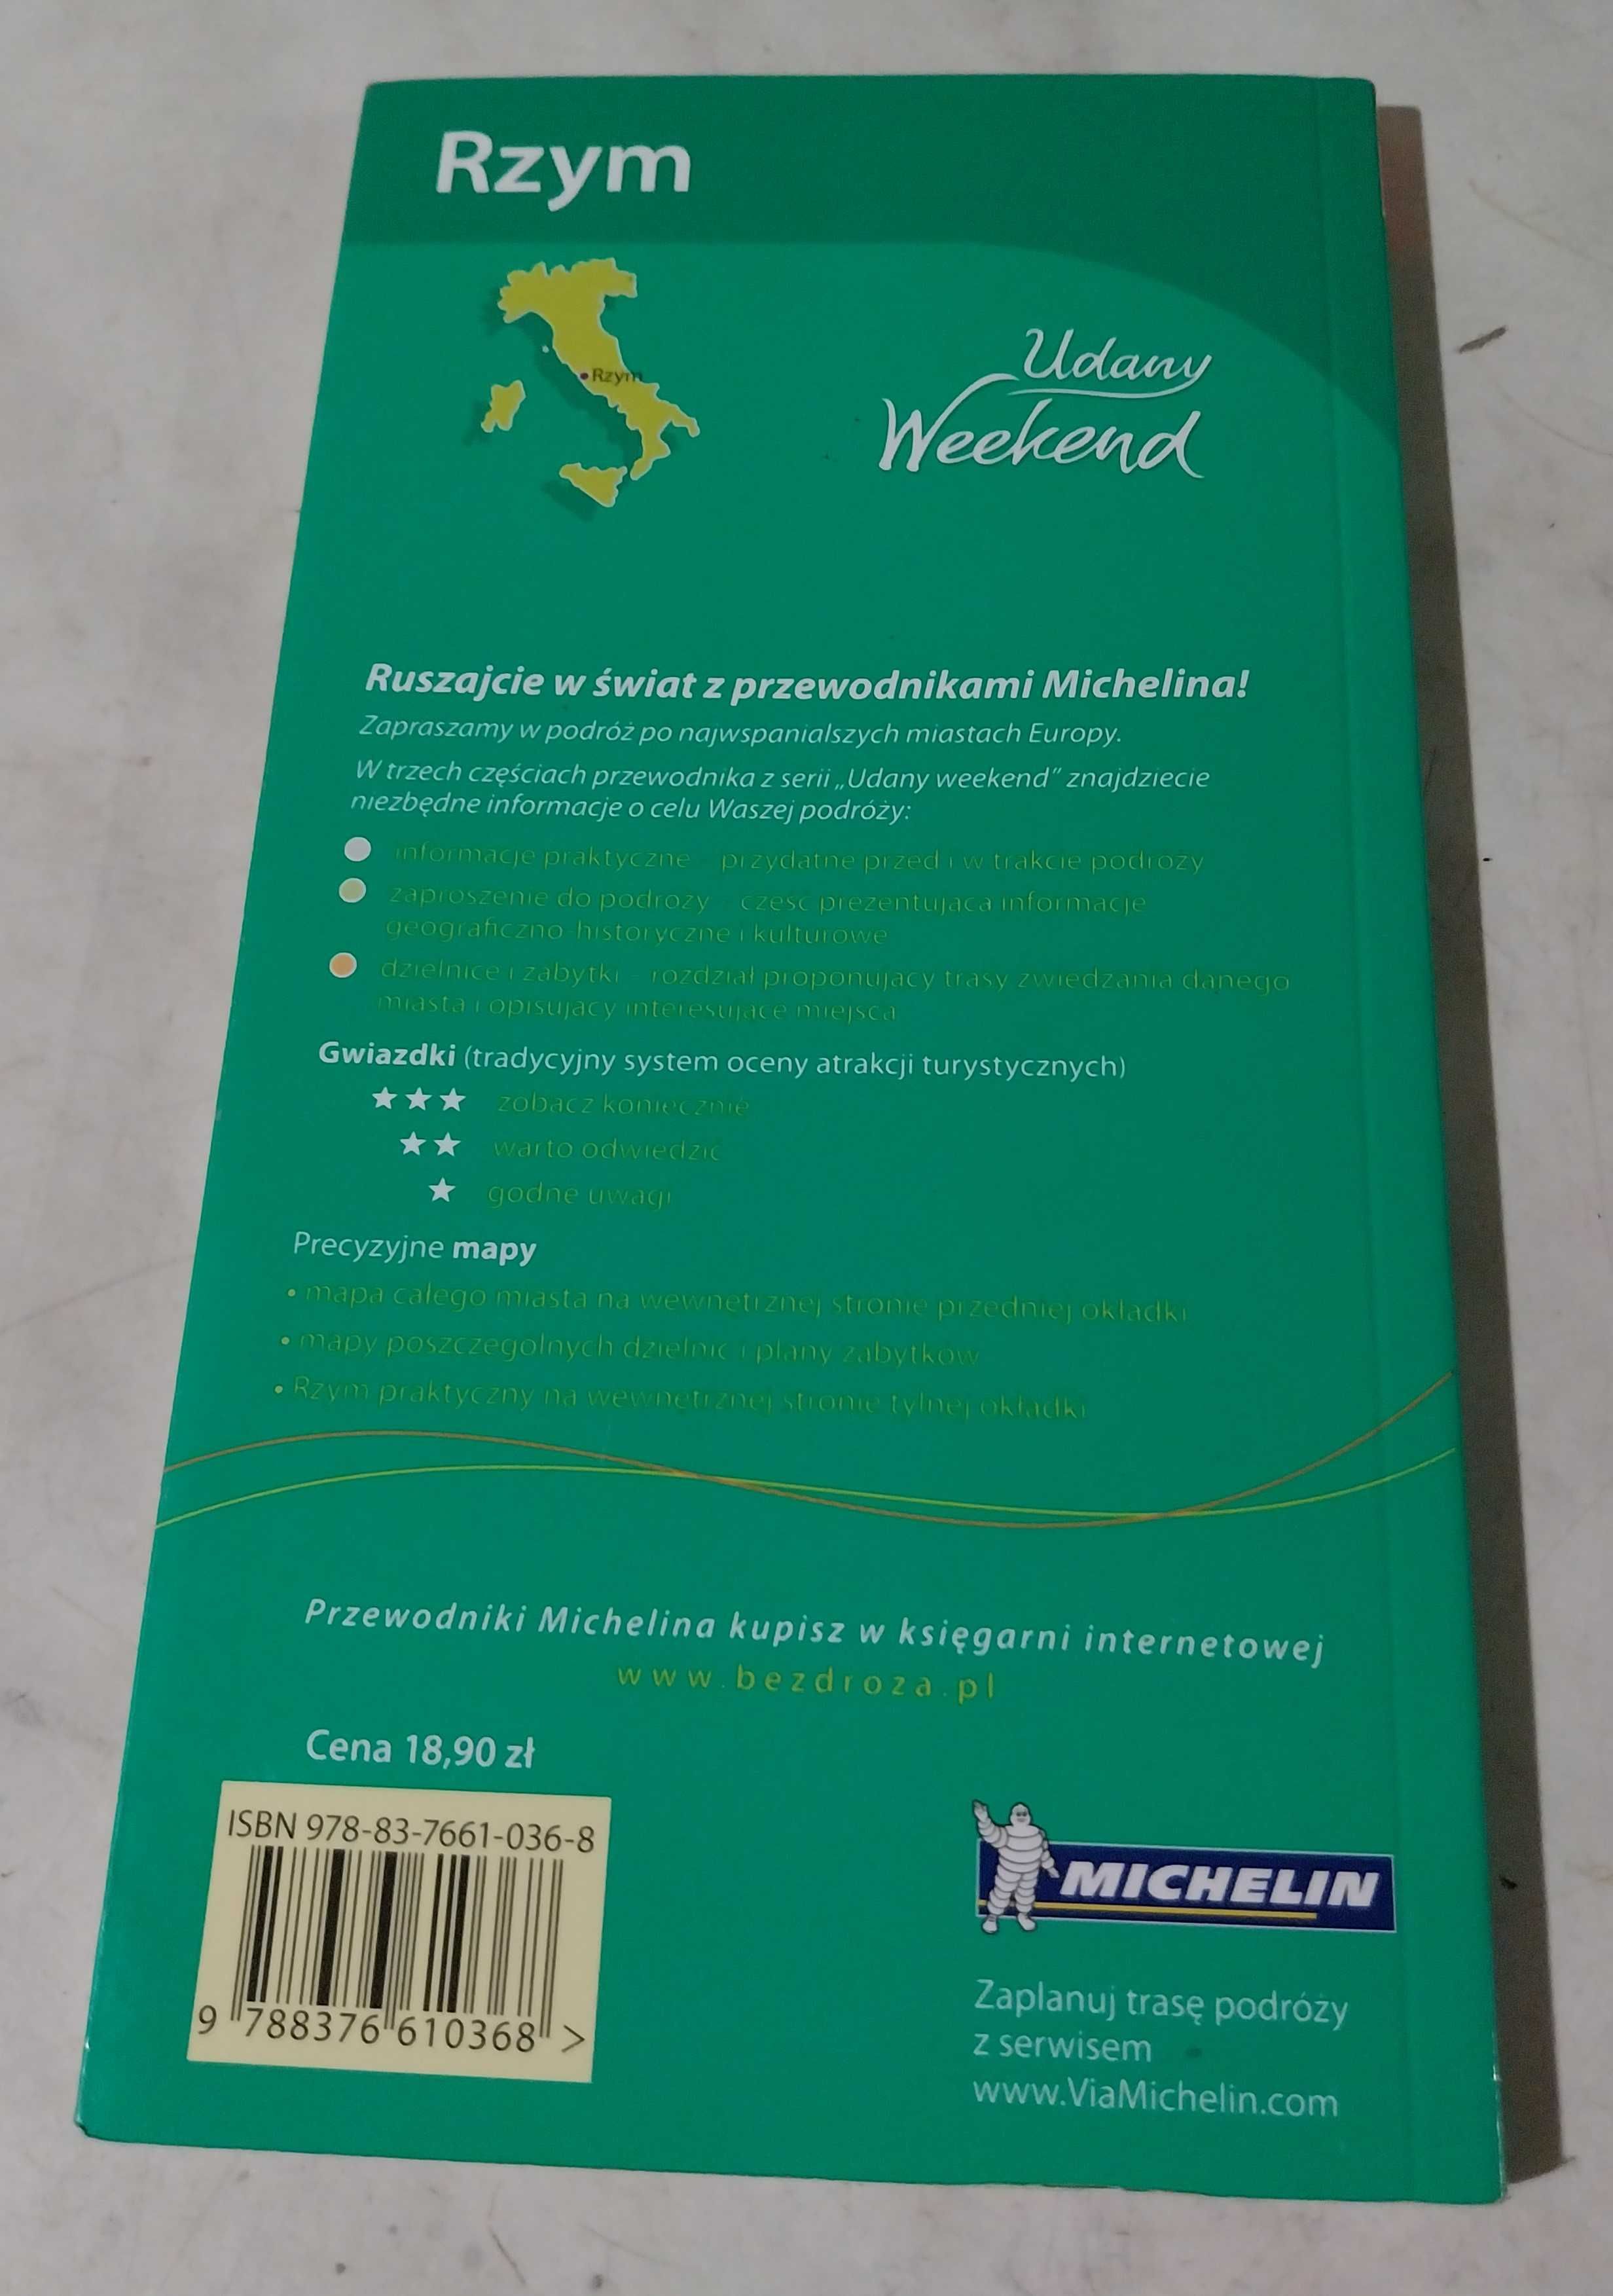 Rzym
Rzym
Udany
Weekend
Ruszajcie w świat z przewodnikami Michelina!
Zapraszamy w podróż po najwspanialszych miastach Europy.
W trzech częściach przewodnika z serii „Udany weekend” znajdziecie
niezbędne informacje o celu Waszej podróży:
informacje praktyczne – przydatne przed i w trakcie podróży
zaproszenie do podróży – część prezentująca informacje
geograficzno-historyczne i kulturowe
dzielnice i zabytki – rozdział proponujący trasy zwiedzania danego
miasta i opisujący interesujące miejsca
Gwiazdki (tradycyjny system oceny atrakcji turystycznych)
★★★ zobacz koniecznie
★★ warto odwiedzić
★ godne uwagi
Precyzyjne mapy
• mapa całego miasta na wewnętrznej stronie przedniej okładki
• mapy poszczególnych dzielnic i plany zabytków
• Rzym praktyczny na wewnętrznej stronie tylnej okładki
Przewodniki Michelina kupisz w księgarni internetowej
www.bezdroza.pl
Cena 18,90 zł
ISBN 978-83-7661-036-8
9 788376 610368 >
MICHELIN
Zaplanuj trasę podróży
z serwisem
www.ViaMichelin.com